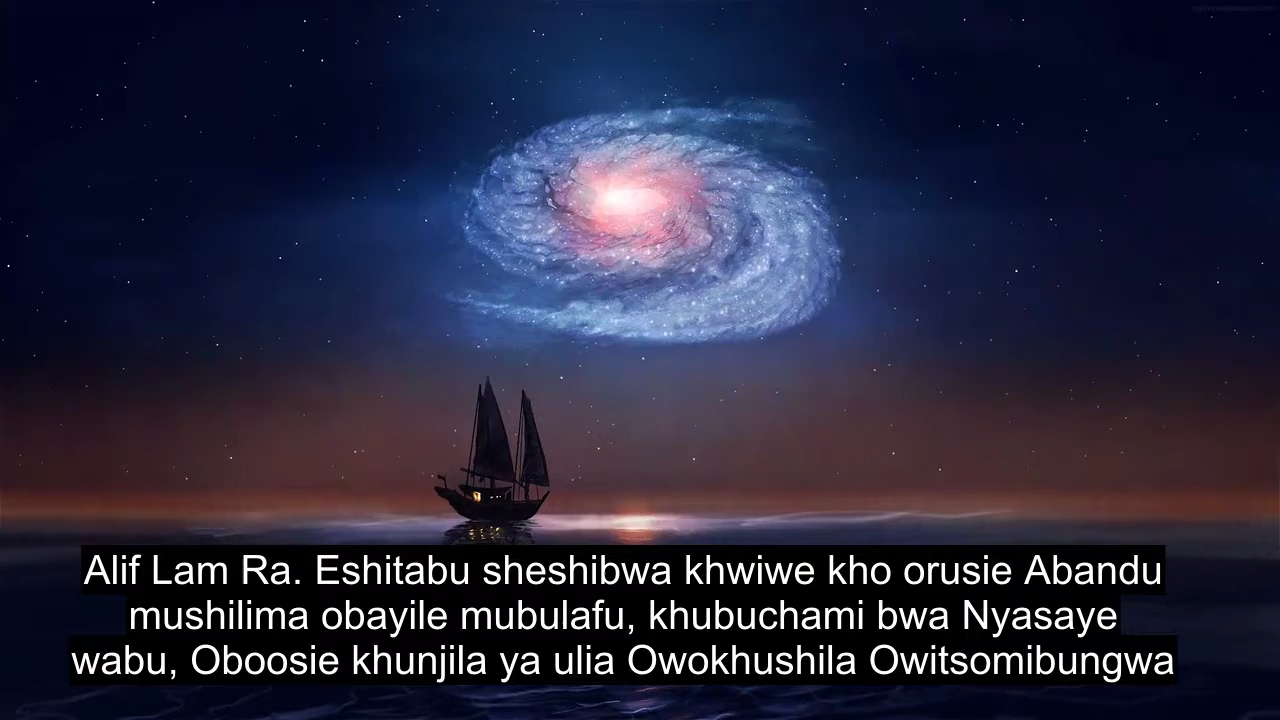 Alif Lam Ra. Eshitabu sheshibwa khwiwe kho orusie Abandu
mushilima obayile mubulafu, khubuchami bwa Nyasaye
wabu, Oboosie khunjila ya ulia Owokhushila Owitsomibungwa